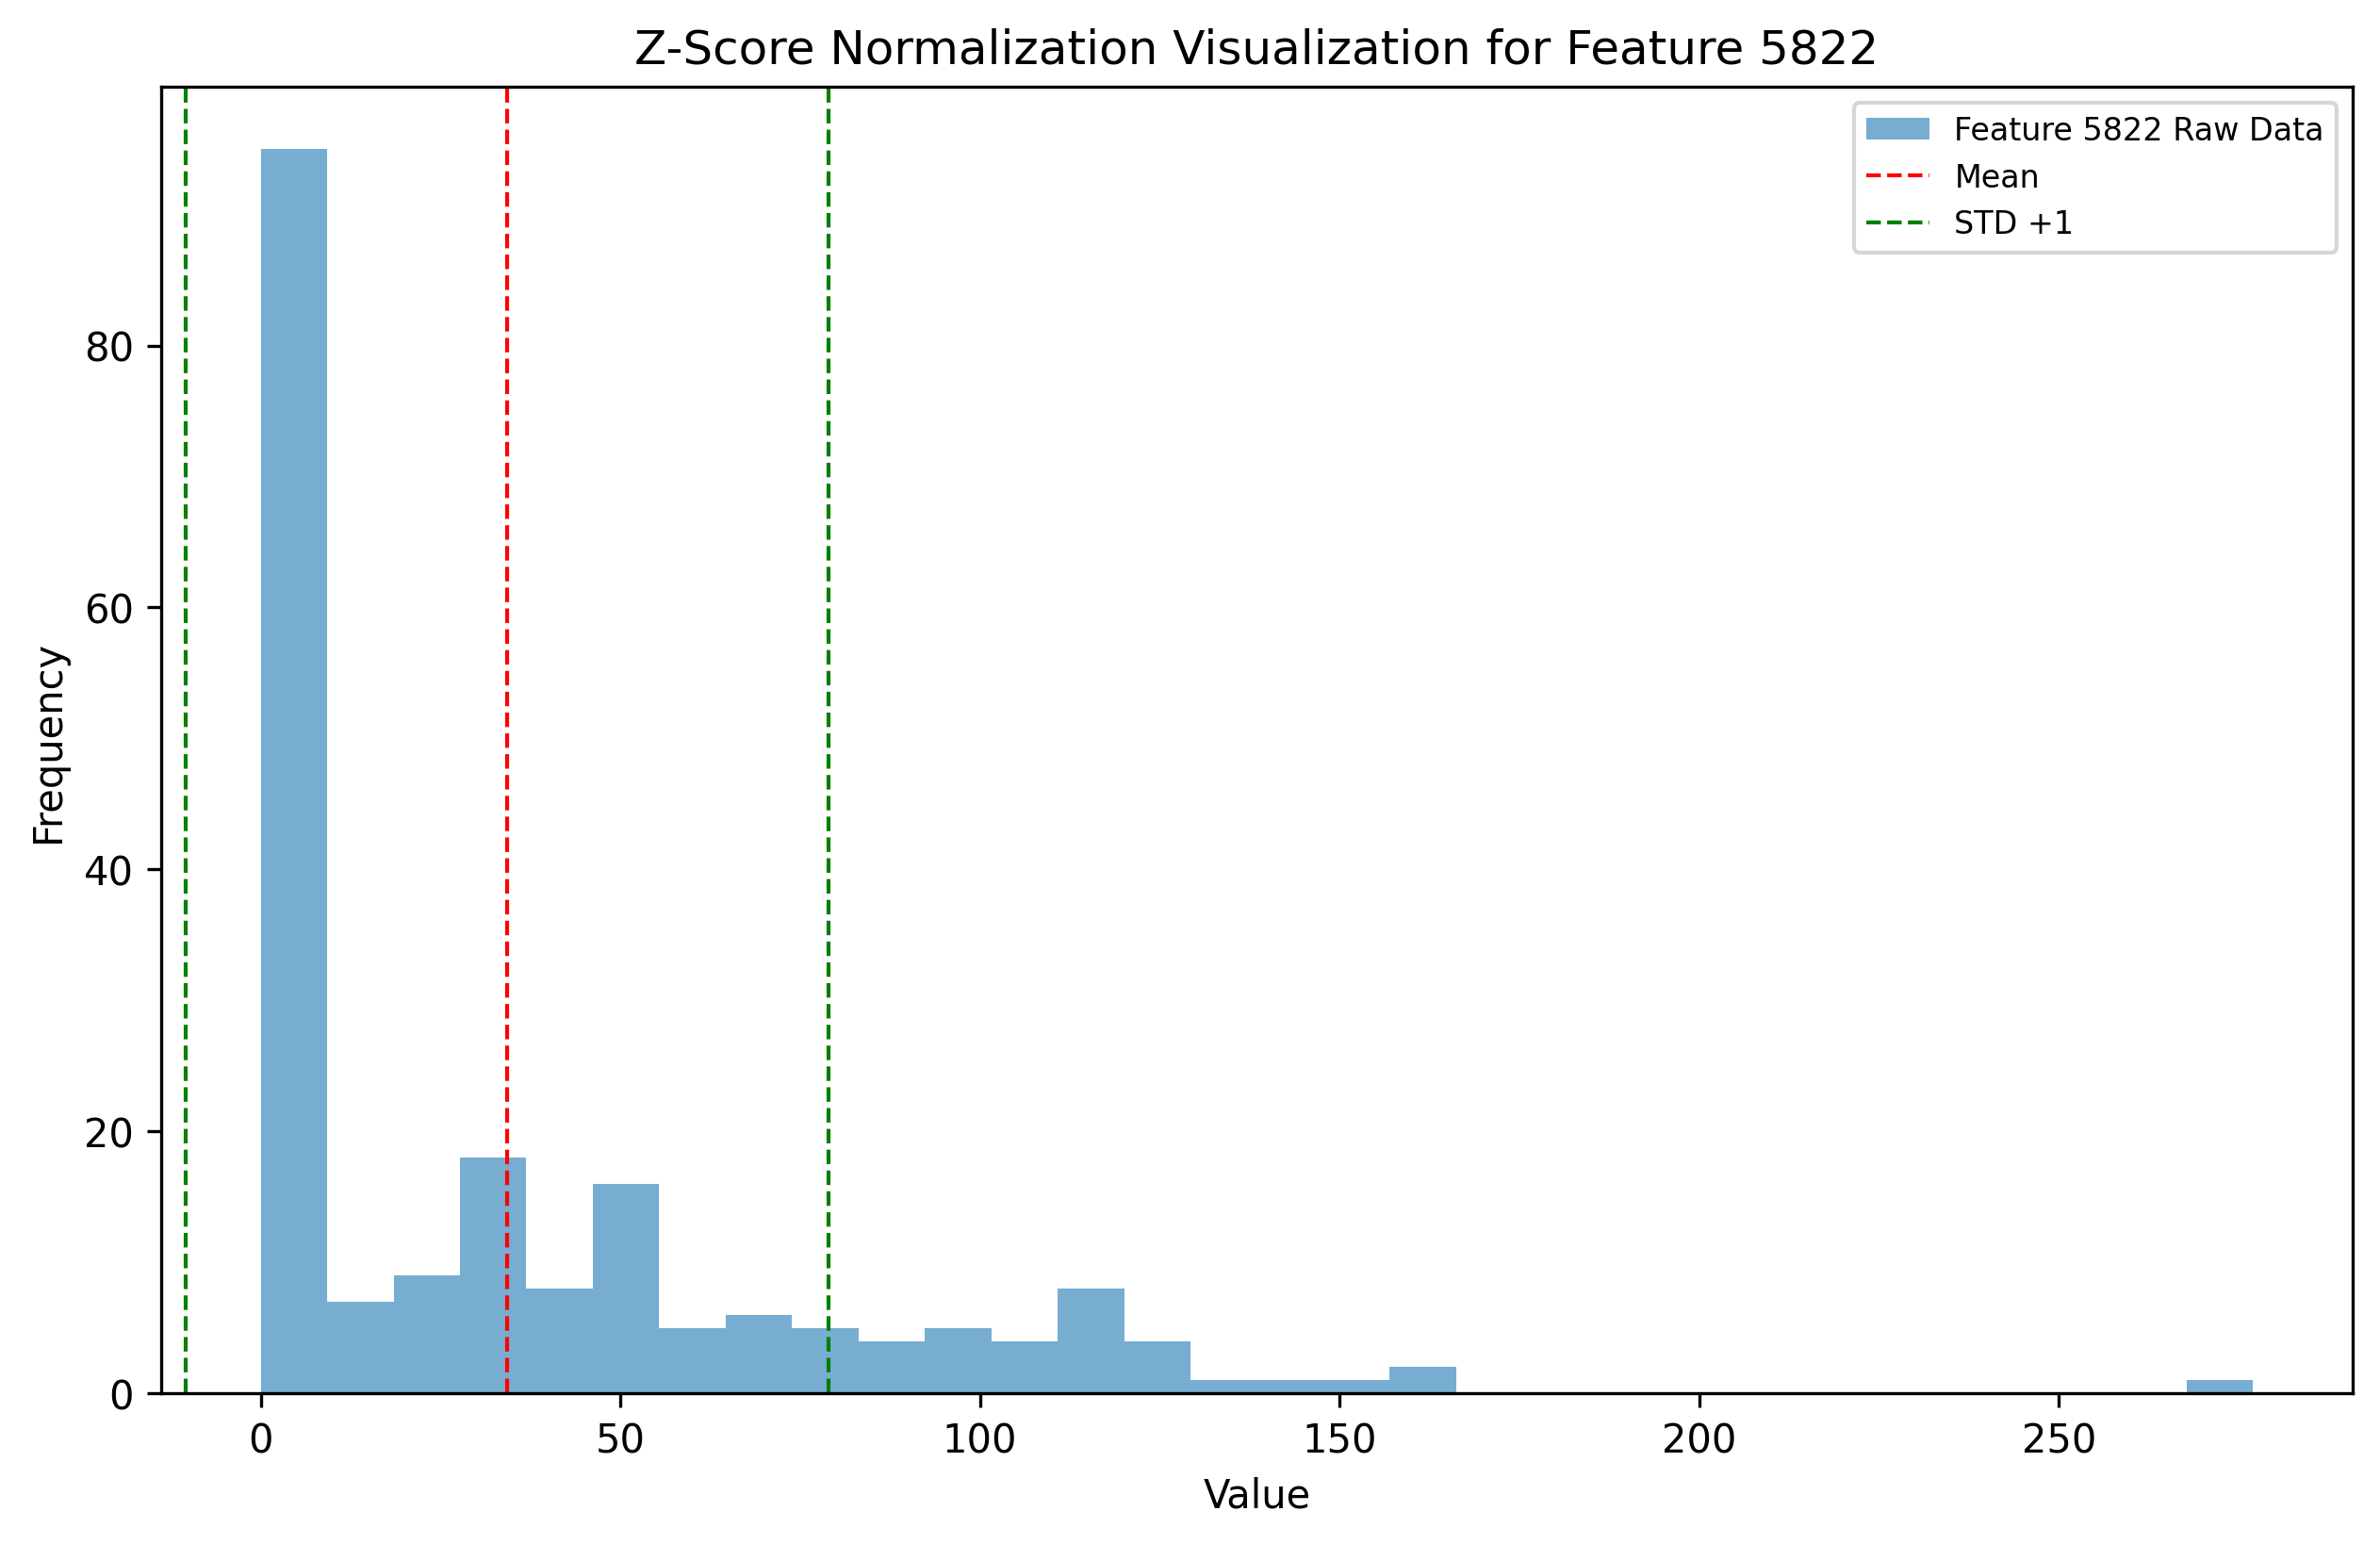 Z-Score Normalization Visualization for Feature 5822
Feature 5822 Raw Data
Mean
STD +1
80
60
40
20
0
Frequency
0 50 100 150 200 250
Value